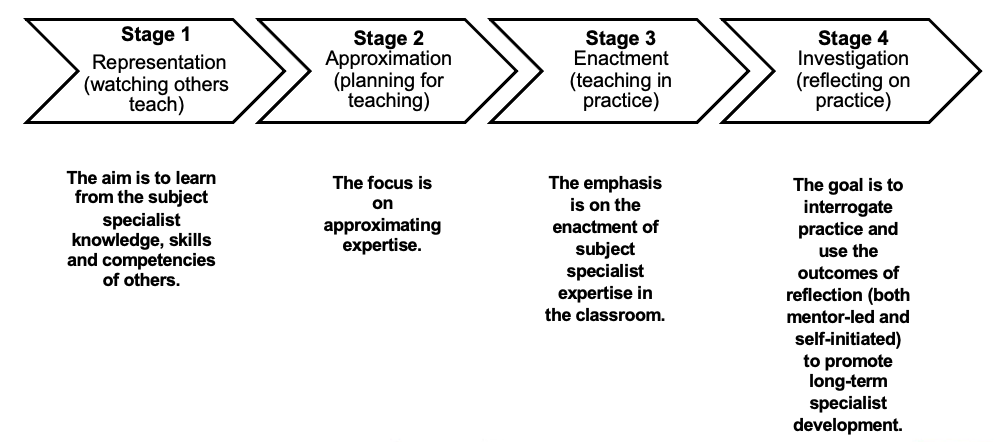 Stage 1
Representation
(watching others
teach)
Stage 2
Approximation
(planning for
teaching)
Stage 3
Enactment
(teaching in
practice)
Stage 4
Investigation
(reflecting on
practice)
The aim is to learn
from the subject
specialist
knowledge, skills
and competencies
of others.
The focus is
on
approximating
expertise.
The emphasis
is on the
enactment of
subject
specialist
expertise in
the classroom.
The goal is to
interrogate
practice and
use the
outcomes of
reflection (both
mentor-led and
self-initiated)
to promote
long-term
specialist
development.